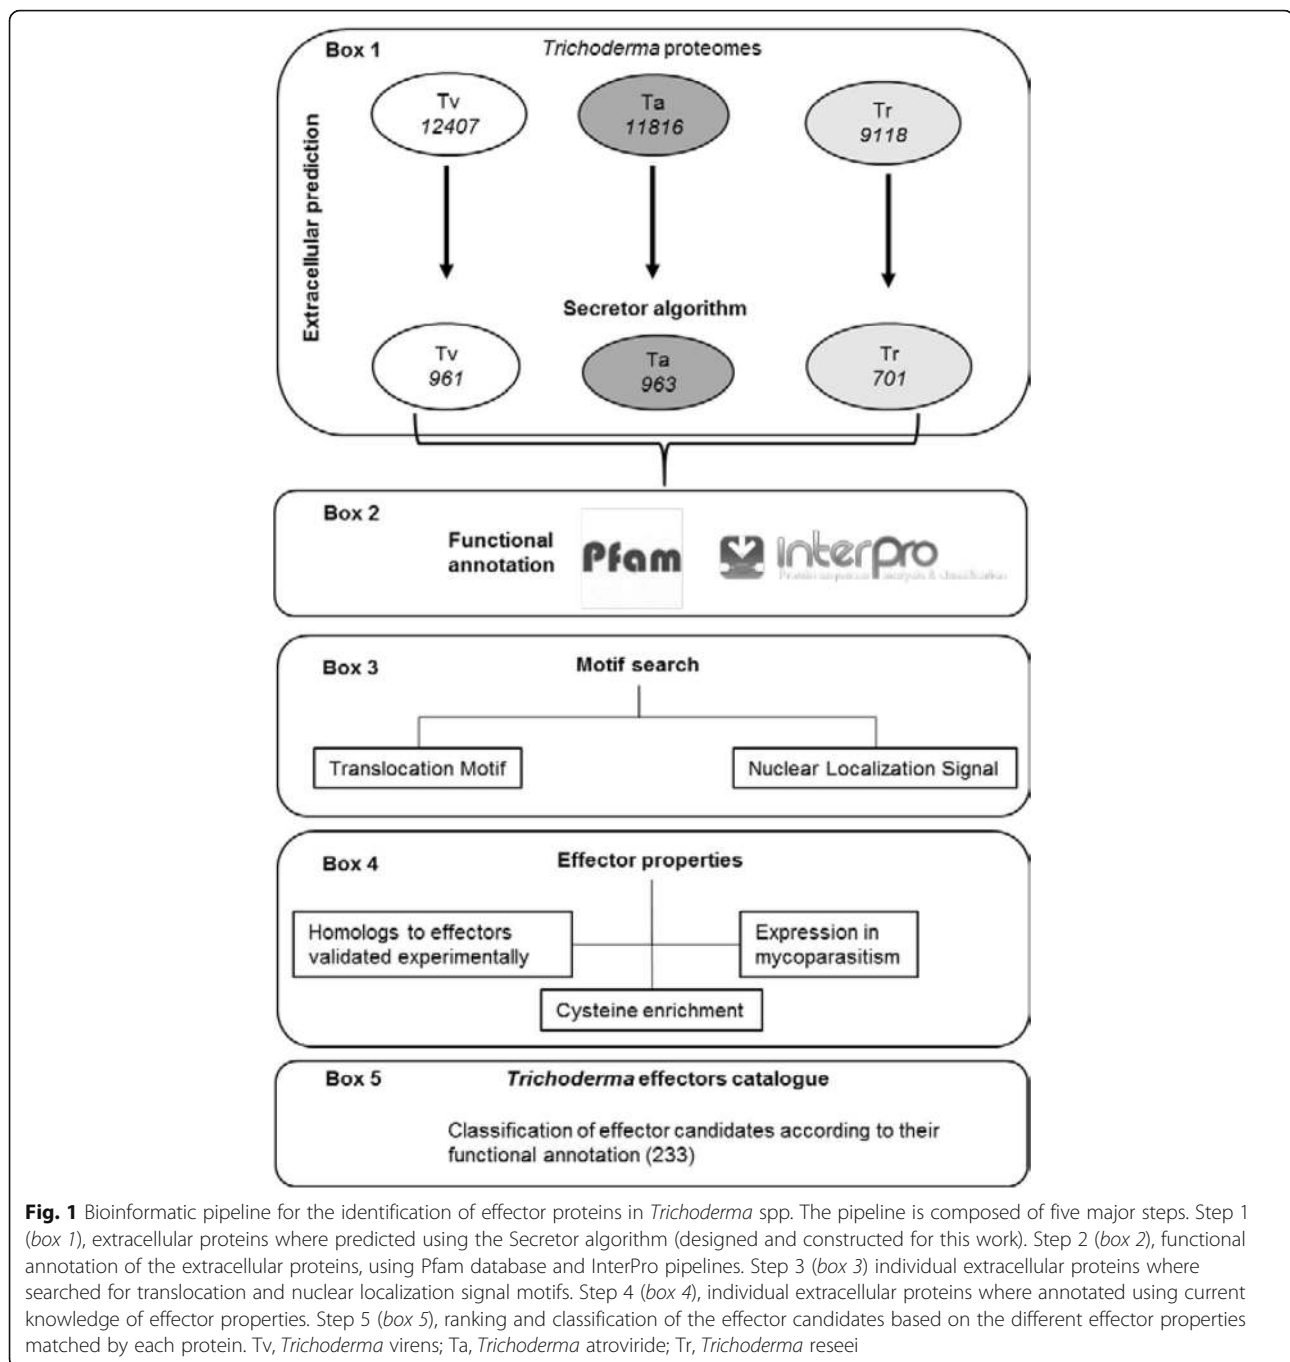 Box 1
Trichoderma proteomes
Extracellular prediction
Tv
12407
Ta
11816
Tr
9118
Secretor algorithm
Tv
961
Ta
963
Tr
701
Box 2
Functional
annotation
Pfam
InterPro
Protein sequence analysis & classification
Box 3
Motif search
Translocation Motif
Nuclear Localization Signal
Box 4
Effector properties
Homologs to effectors
validated experimentally
Expression in
mycoparasitism
Cysteine enrichment
Box 5
Trichoderma effectors catalogue
Classification of effector candidates according to their
functional annotation (233)
Fig. 1 Bioinformatic pipeline for the identification of effector proteins in Trichoderma spp. The pipeline is composed of five major steps. Step 1
(box 1), extracellular proteins where predicted using the Secretor algorithm (designed and constructed for this work). Step 2 (box 2), functional
annotation of the extracellular proteins, using Pfam database and InterPro pipelines. Step 3 (box 3) individual extracellular proteins where
searched for translocation and nuclear localization signal motifs. Step 4 (box 4), individual extracellular proteins where annotated using current
knowledge of effector properties. Step 5 (box 5), ranking and classification of the effector candidates based on the different effector properties
matched by each protein. Tv, Trichoderma virens; Ta, Trichoderma atroviride; Tr, Trichoderma reseei